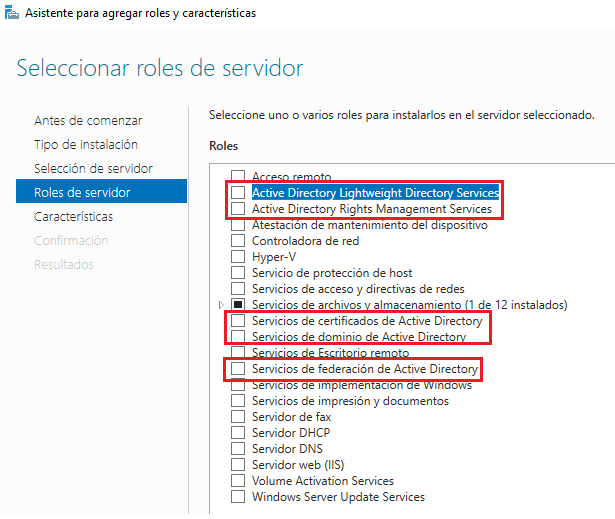 Asistente para agregar roles y características
Seleccionar roles de servidor
Antes de comenzar
Tipo de instalación
Selección de servidor
Roles de servidor
Características
Confirmación
Resultados
Seleccione uno o varios roles para instalarlos en el servidor seleccionado.
Roles
Acceso remoto
Active Directory Lightweight Directory Services
Active Directory Rights Management Services
Atestación de mantenimiento del dispositivo
Controladora de red
Hyper-V
Servicio de protección de host
Servicios de acceso y directivas de redes
Servicios de archivos y almacenamiento (1 de 12 instalados)
Servicios de certificados de Active Directory
Servicios de dominio de Active Directory
Servicios de Escritorio remoto
Servicios de federación de Active Directory
Servicios de implementación de Windows
Servicios de impresión y documentos
Servidor de fax
Servidor DHCP
Servidor DNS
Servidor web (IIS)
Volume Activation Services
Windows Server Update Services